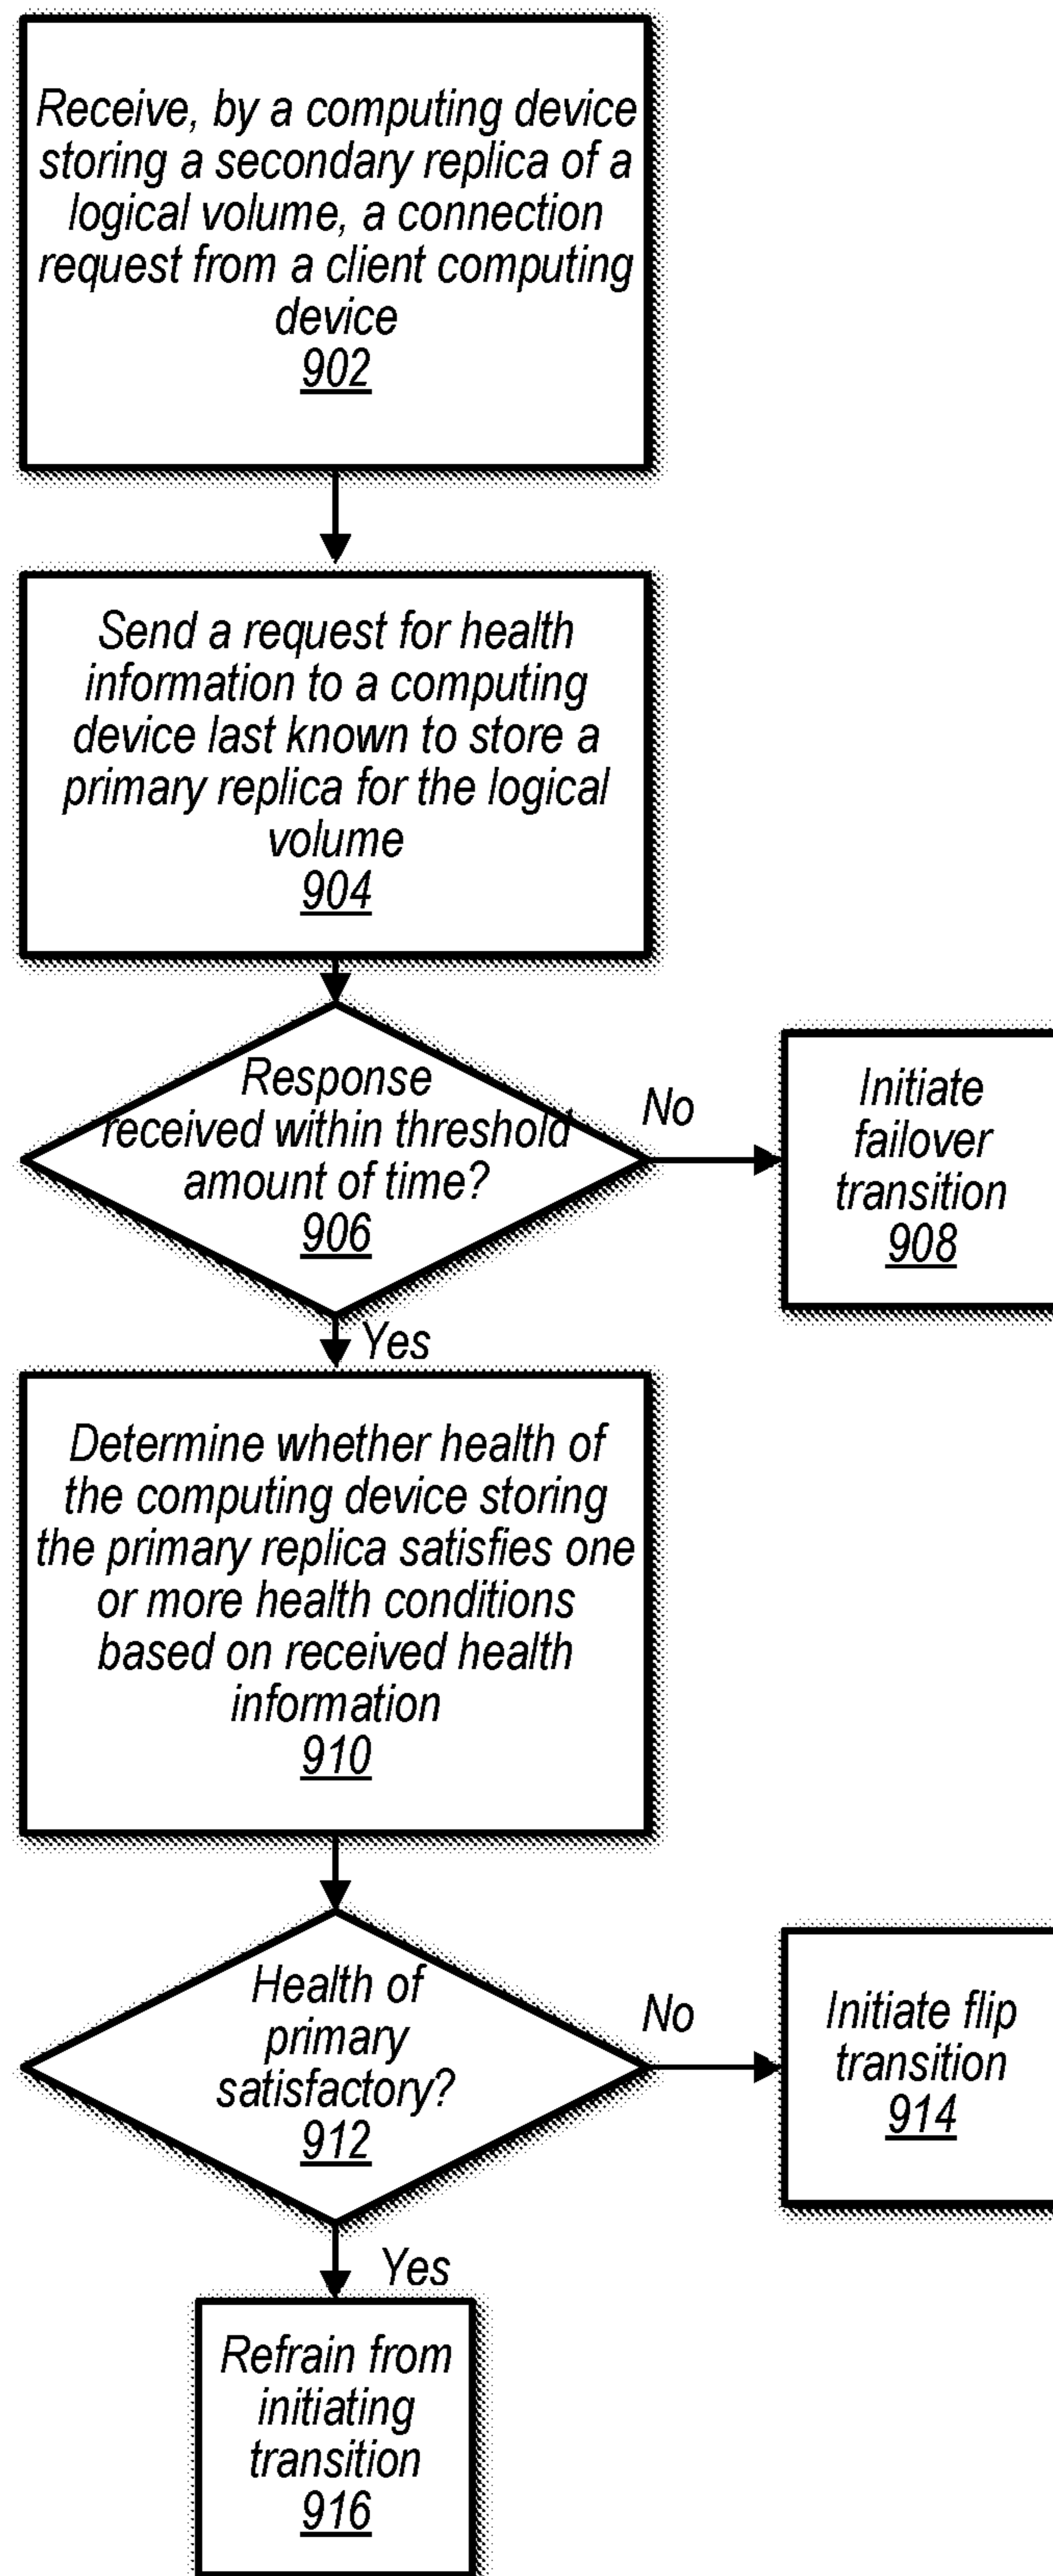 Receive, by a computing device
storing a secondary replica of a
logical volume, a connection
request from a client computing
device
902
Send a request for health
information to a computing
device last known to store a
primary replica for the logical
volume
904
Response
received within threshold
amount of time?
906
No
Initiate
failover
transition
908
Yes
Determine whether health of
the computing device storing
the primary replica satisfies one
or more health conditions
based on received health
information
910
Health of
primary
satisfactory?
912
No
Initiate flip
transition
914
Yes
Refrain from
initiating
transition
916